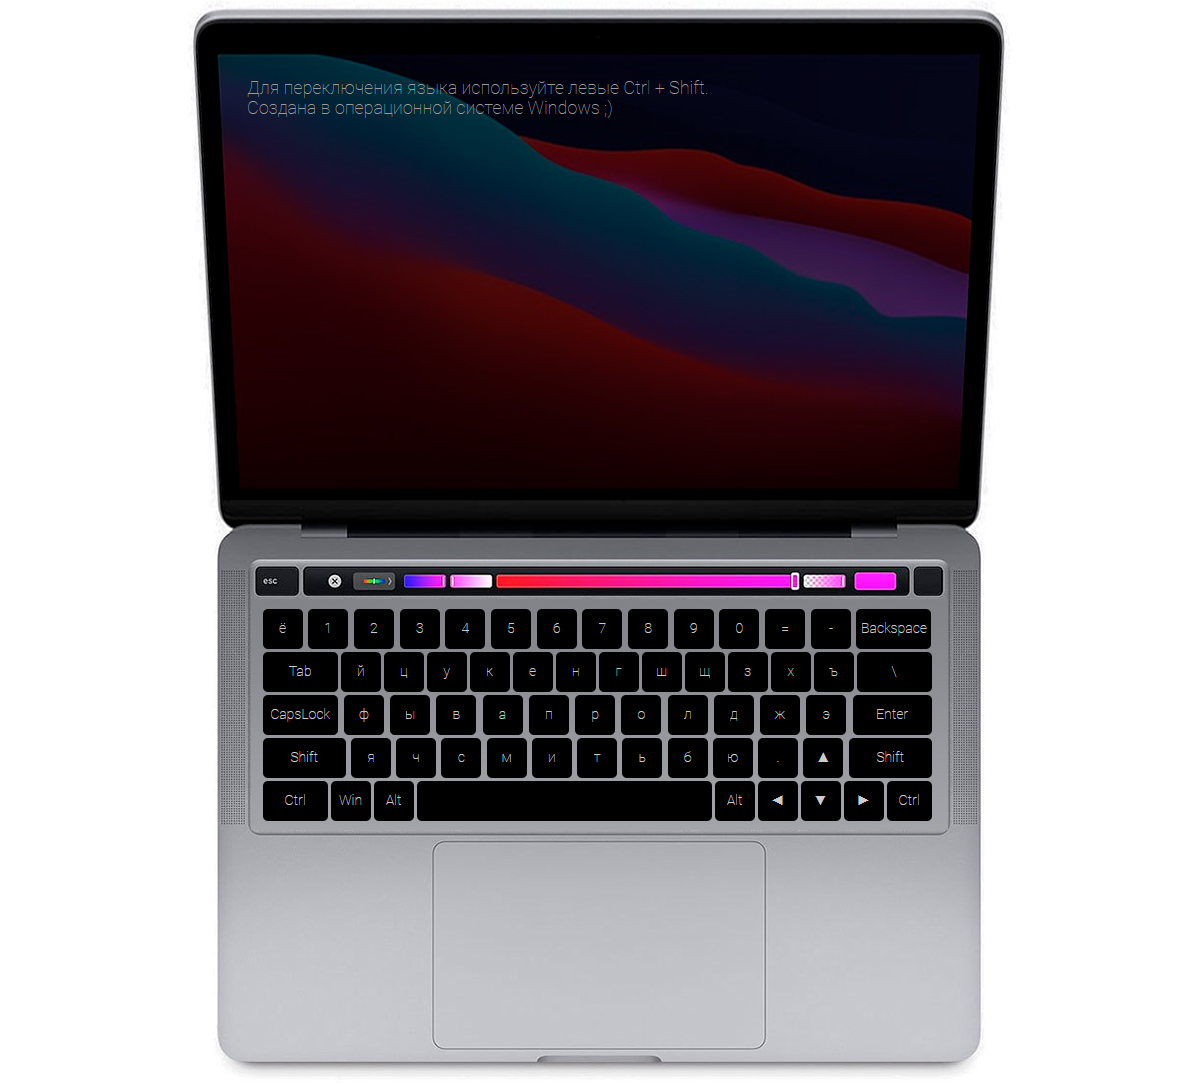 Для переключения языка используйте левые Ctrl + Shift.
Создана в операционной системе Windows ;)
esc
ё 1 2 3 4 5 6 7 8 9 0 = - Backspace
Tab й ц у к е н г ш щ з х ъ \
CapsLock ф ы в а п р о л д ж э Enter
Shift я ч с м и т ь б ю . ▲ Shift
Ctrl Win Alt Alt ◄ ▼ ► Ctrl